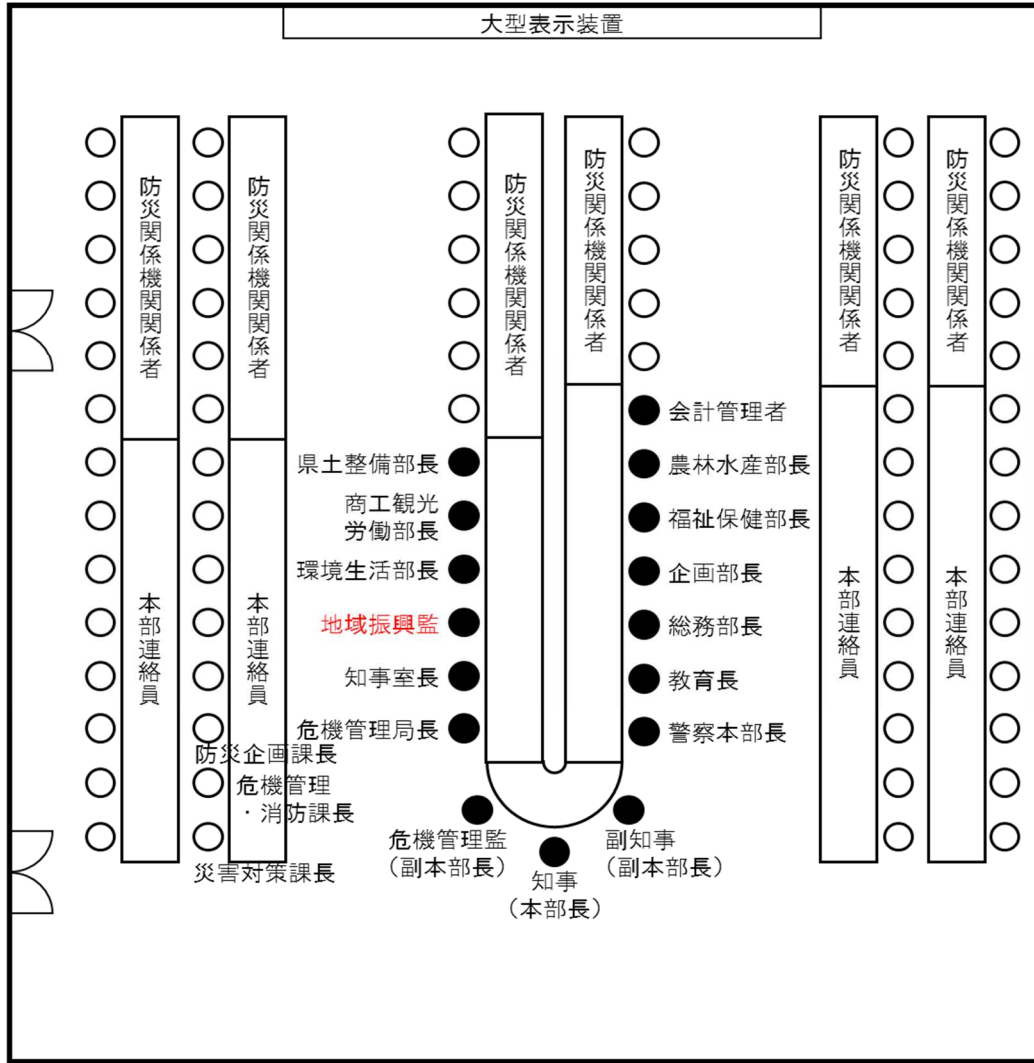 大型表示装置
防災関係機関関係者
防災関係機関関係者
防災関係機関関係者
防災関係機関関係者
防災関係機関関係者
防災関係機関関係者
会計管理者
県土整備部長
農林水産部長
商工観光
労働部長
福祉保健部長
環境生活部長
企画部長
地域振興監
総務部長
知事室長
教育長
危機管理局長
警察本部長
本部連絡員
本部連絡員
本部連絡員
本部連絡員
防災企画課長
危機管理
・消防課長
災害対策課長
危機管理監
（副本部長）
知事
（本部長）
副知事
（副本部長）